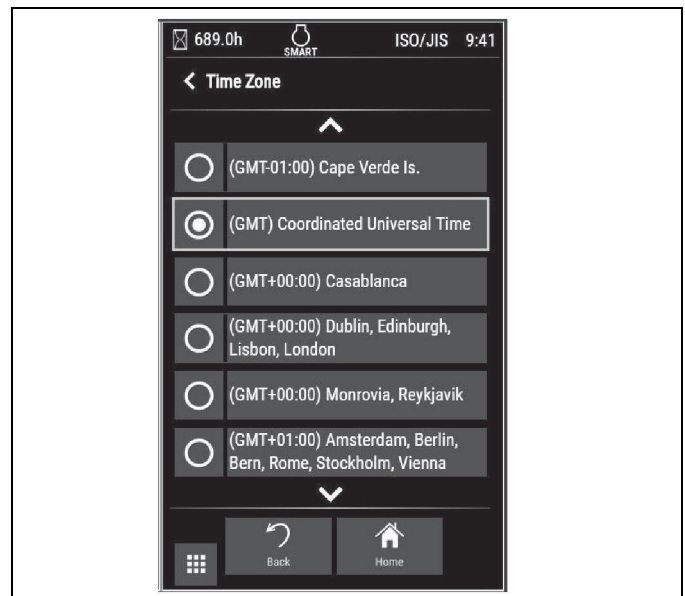 689.0h SMART ISO/JIS 9:41
Time Zone
(GMT-01:00) Cape Verde Is.
(GMT) Coordinated Universal Time
(GMT+00:00) Casablanca
(GMT+00:00) Dublin, Edinburgh,
Lisbon, London
(GMT+00:00) Monrovia, Reykjavik
(GMT+01:00) Amsterdam, Berlin,
Bern, Rome, Stockholm, Vienna
Back Home